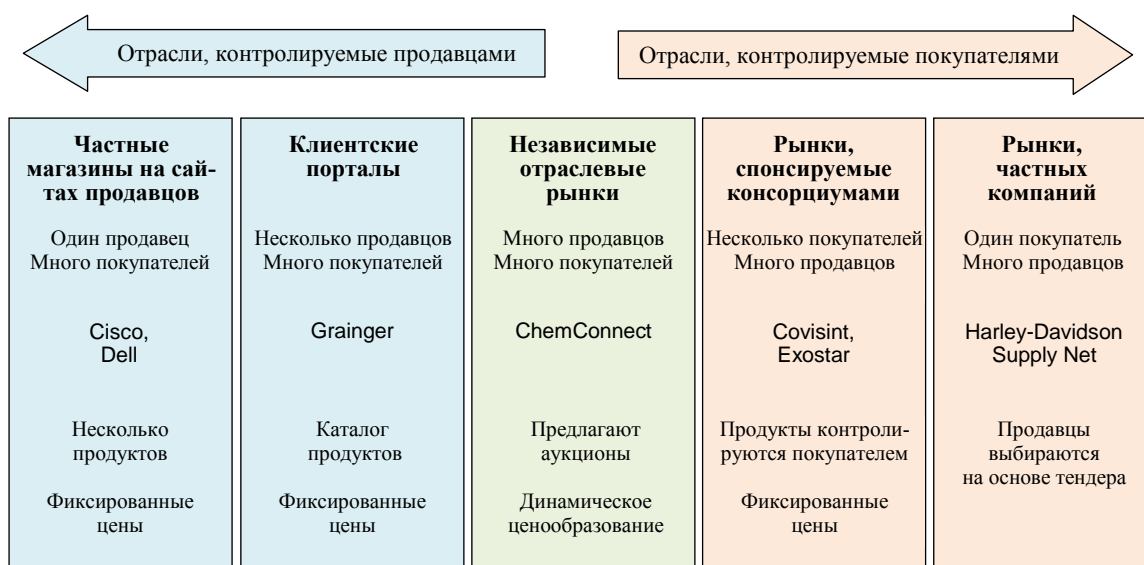 Отрасли, контролируемые продавцами
Отрасли, контролируемые покупателями
Частные
магазины на сай-
тах продавцов
Один продавец
Много покупателей
Cisco,
Dell
Несколько
продуктов
Фиксированные
цены
Клиентские
порталы
Несколько продавцов
Много покупателей
Grainger
Каталог
продуктов
Фиксированные
цены
Независимые
отраслевые
рынки
Много продавцов
Много покупателей
ChemConnect
Предлагают
аукционы
Динамическое
ценообразование
Рынки,
спонсируемые
консорциумами
Несколько покупателей
Много продавцов
Covisint,
Exostar
Продукты контроли-
руются покупателем
Фиксированные
цены
Рынки,
частных
компаний
Один покупатель
Много продавцов
Harley-Davidson
Supply Net
Продавцы
выбираются
на основе тендера